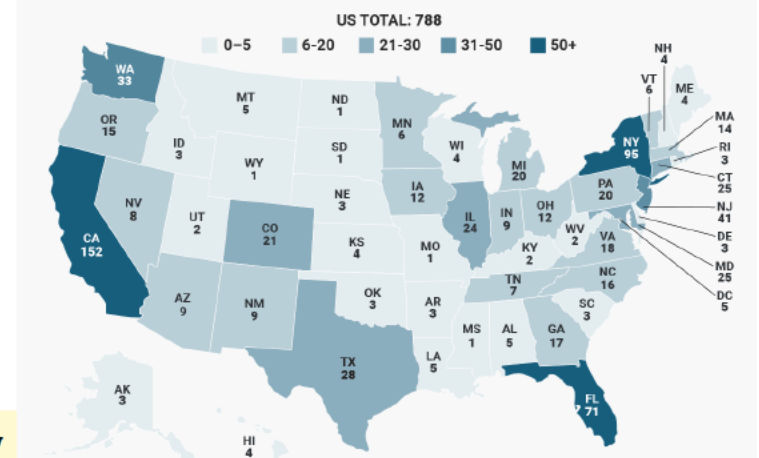 US TOTAL: 788
0–5 6-20 21-30 31-50 50+
NH
4
WA
33
VT
6
ME
4
MT
5
ND
1
MN
6
OR
15
ID
3
WI
4
MA
14
NY
95
SD
1
RI
3
WY
1
MI
20
CT
25
IA
12
PA
20
NE
3
NV
8
NJ
41
IL
24
IN
9
OH
12
UT
2
CO
21
WV
2
VA
18
DE
3
CA
152
KS
4
MO
1
KY
2
MD
25
NC
16
TN
7
DC
5
AZ
9
NM
9
OK
3
AR
3
SC
3
MS
1
AL
5
GA
17
LA
5
TX
28
AK
3
FL
71
HI
4